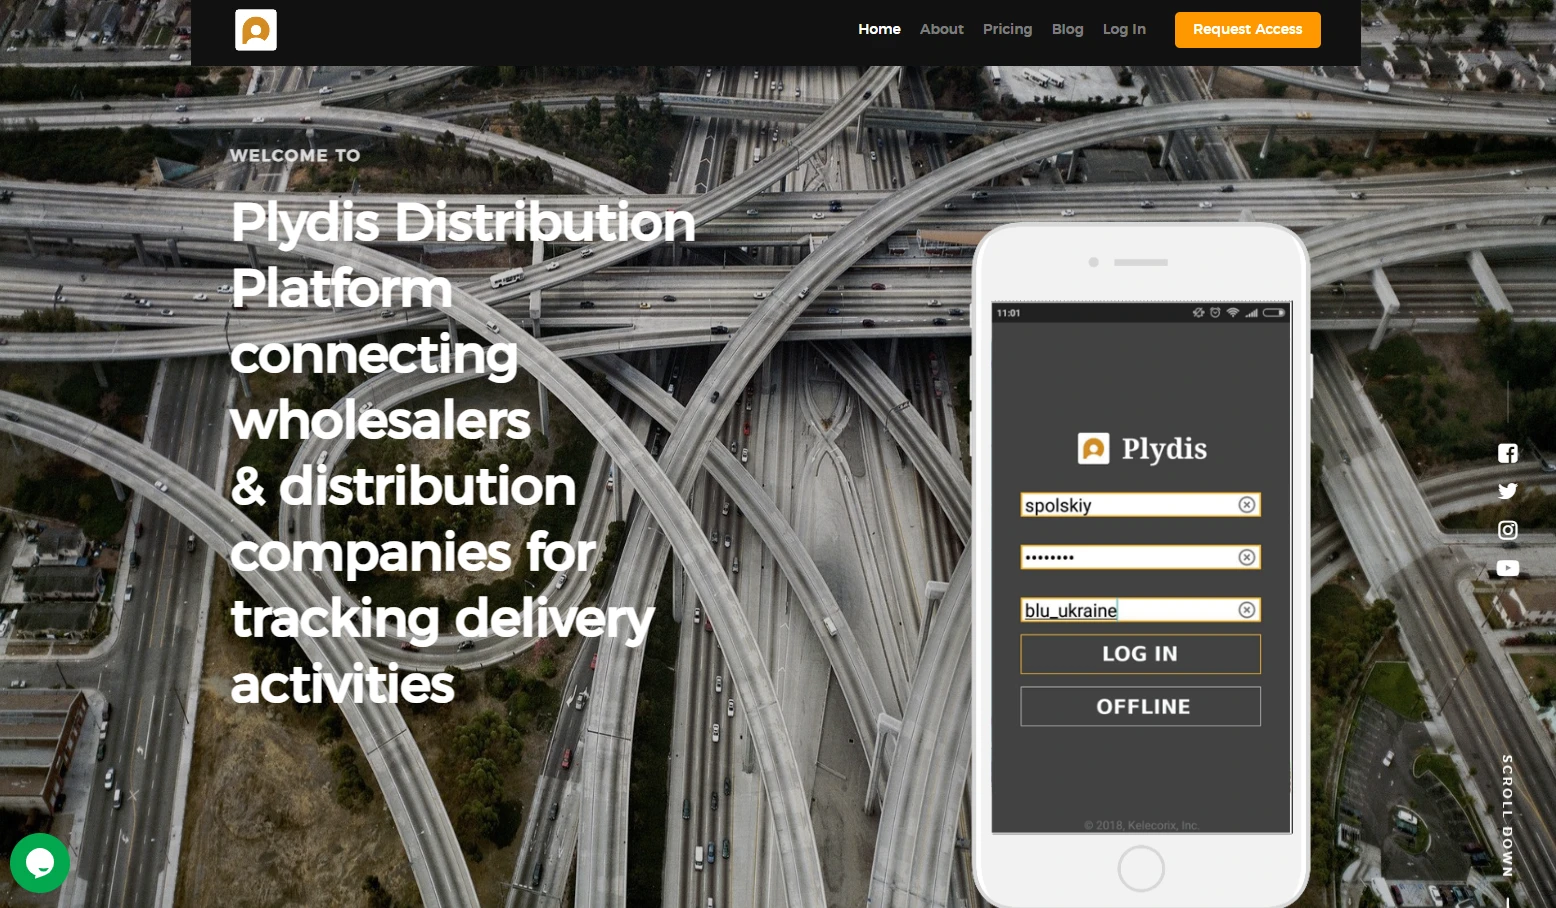 Home About Pricing Blog Log In Request Access
WELCOME TO
Plydis Distribution
Platform
connecting
wholesalers
& distribution
companies for
tracking delivery
activities
11:01
Plydis
spolskiy
••••••••
blu_ukraine
LOG IN
OFFLINE
© 2018, Kelecorix, Inc.
SCROLL DOWN